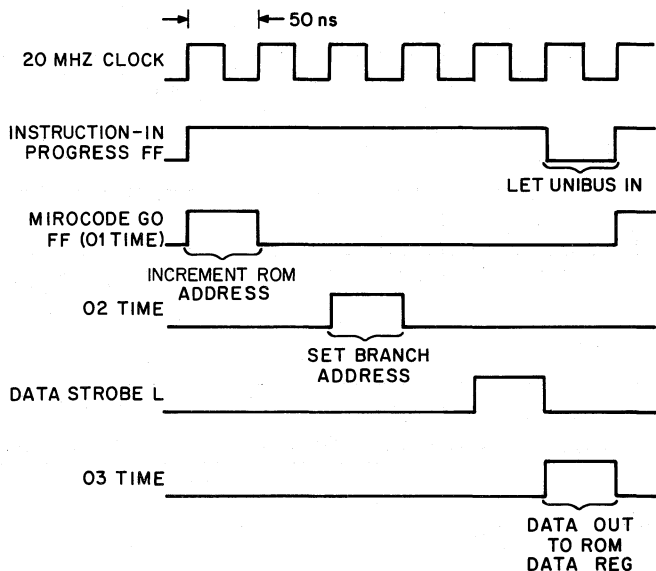 50 ns
20 MHZ CLOCK
INSTRUCTION-IN
PROGRESS FF
LET UNIBUS IN
MIROCODE GO
FF (01 TIME)
INCREMENT ROM
ADDRESS
02 TIME
SET BRANCH
ADDRESS
DATA STROBE L
03 TIME
DATA OUT
TO ROM
DATA REG